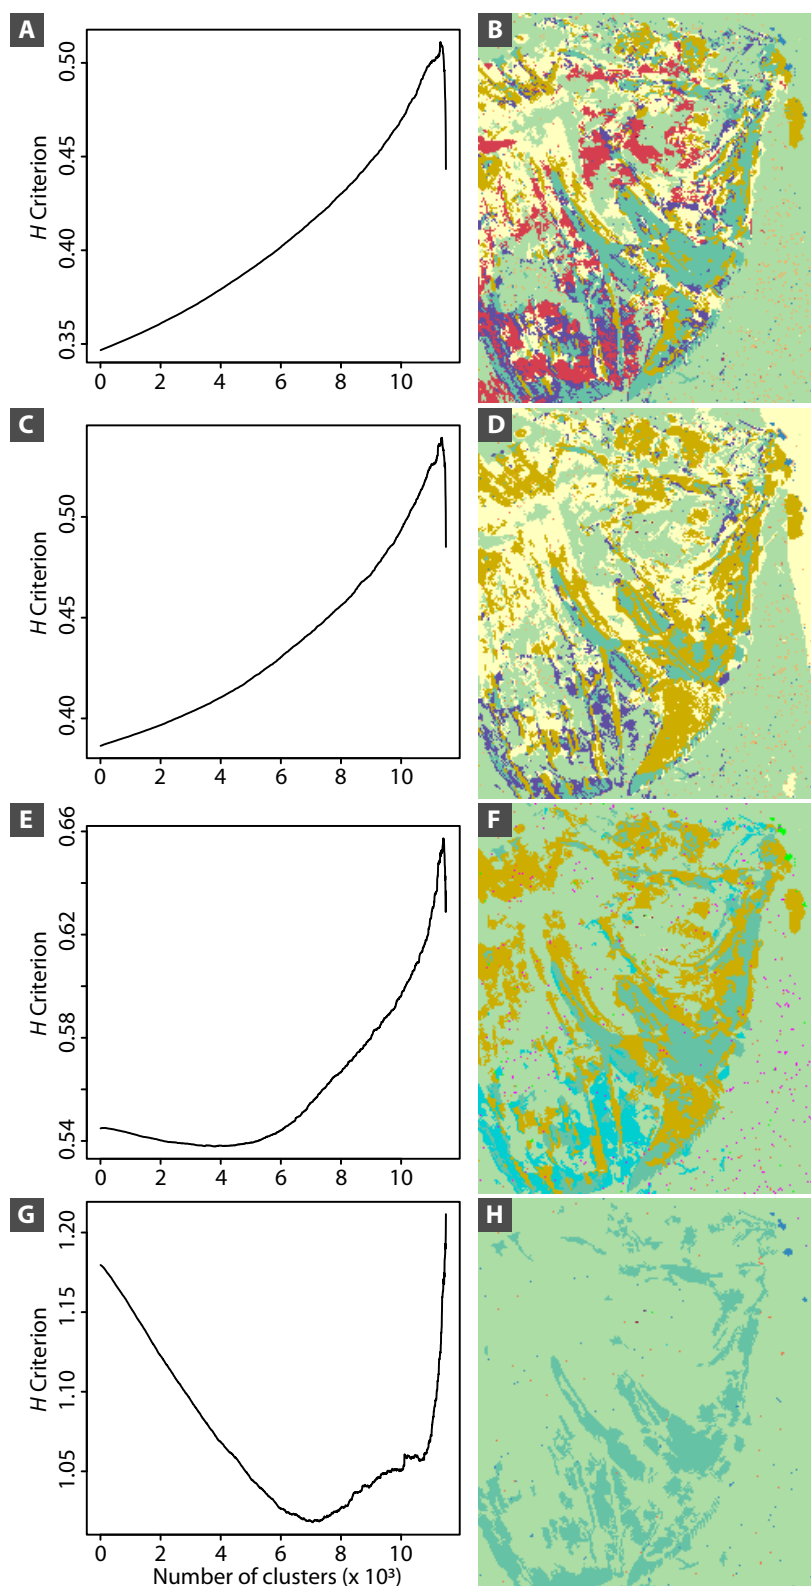 A
B
0.50
0.45
0.40
0.35
H Criterion
0 2 4 6 8 10
C
D
0.50
0.45
0.40
H Criterion
0 2 4 6 8 10
E
F
0.66
0.62
0.58
0.54
H Criterion
0 2 4 6 8 10
G
H
1.20
1.15
1.10
1.05
H Criterion
0 2 4 6 8 10
Number of clusters (x 10³)